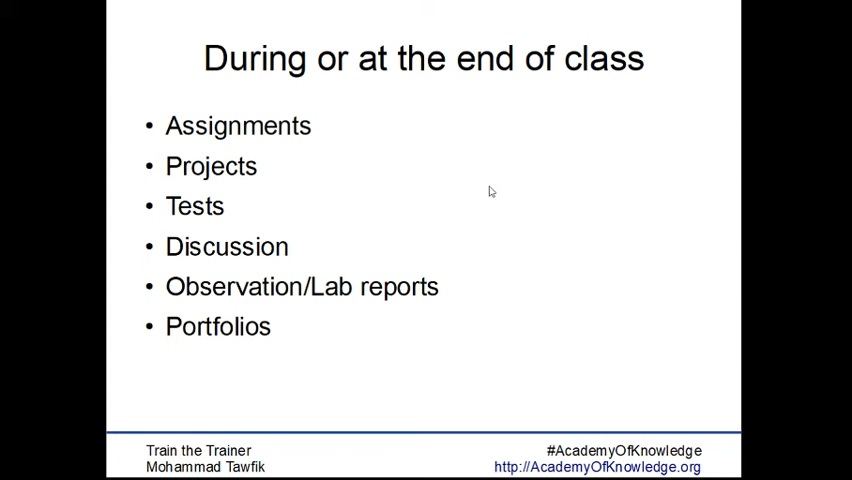 During or at the end of class
• Assignments
• Projects
• Tests
• Discussion
• Observation/Lab reports
• Portfolios
Train the Trainer
Mohammad Tawfik
#AcademyOfKnowledge
http://AcademyOfKnowledge.org